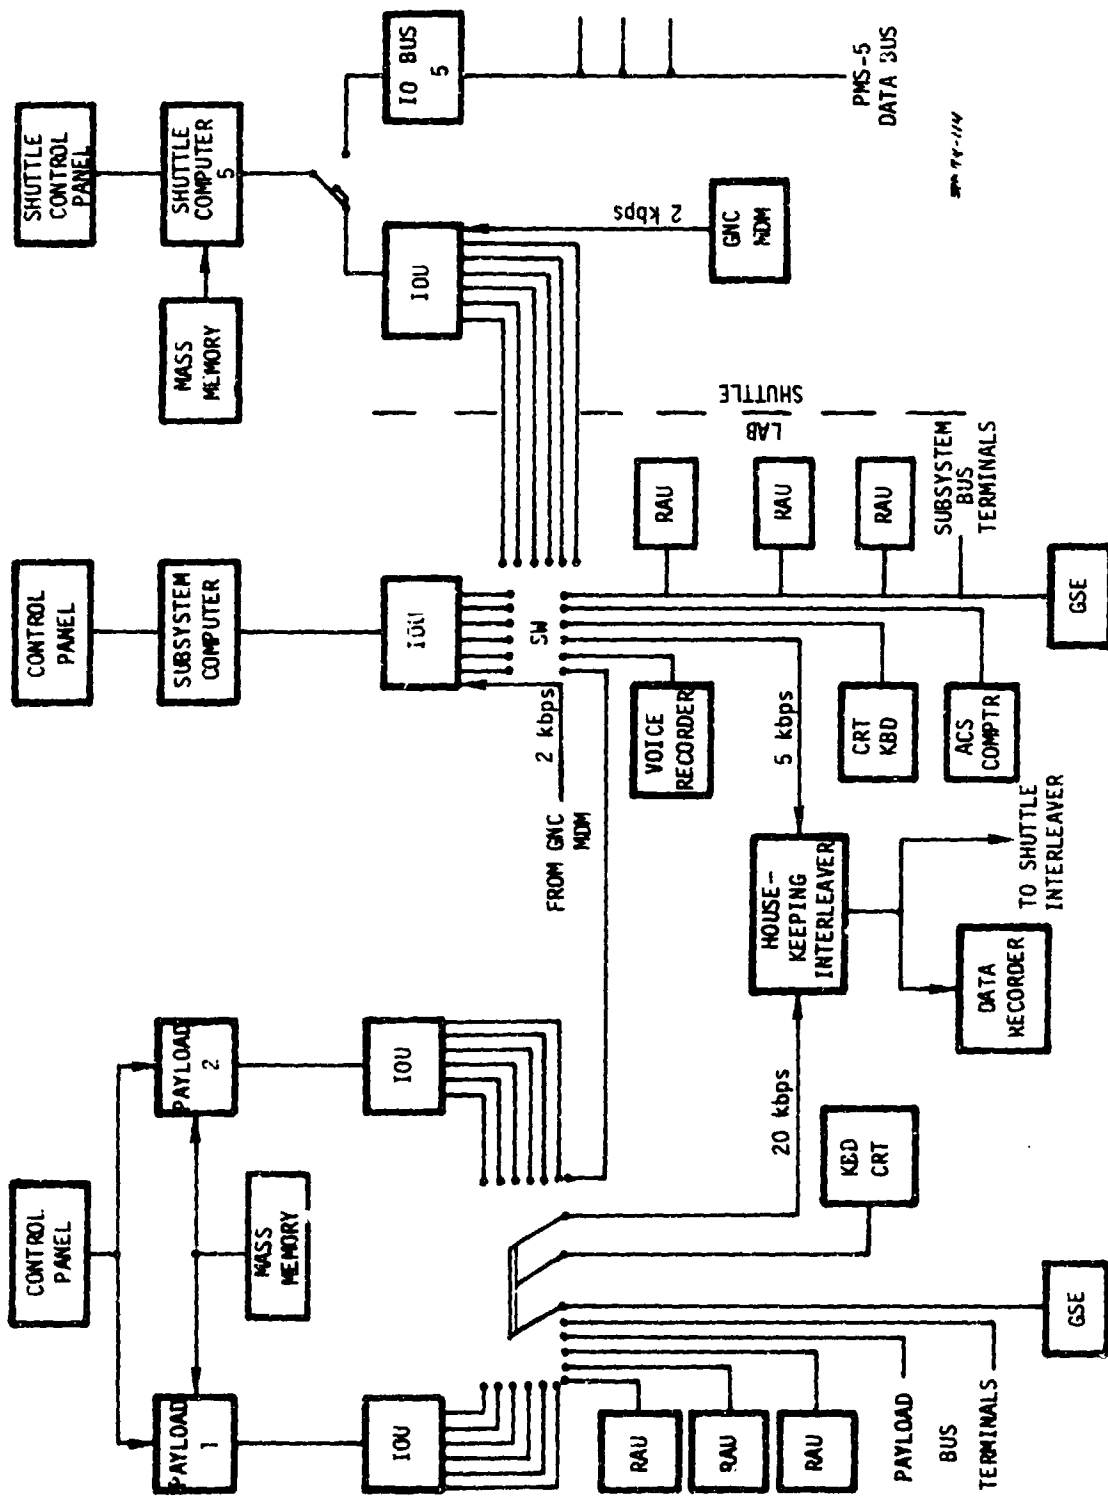 CONTROL
PANEL
PAYLOAD
1
PAYLOAD
2
MASS
MEMORY
IOU
IOU
RAU
RAU
RAU
PAYLOAD
BUS
TERMINALS
GSE
KBD
CRT
20 kbps
HOUSE-
KEEPING
INTERLEAVER
DATA
RECORDER
TO SHUTTLE
INTERLEAVER
CONTROL
PANEL
SUBSYSTEM
COMPUTER
IOU
2 kbps
FROM GNC
MDM
SW
VOICE
RECORDER
5 kbps
CRT
KBD
ACS
COMPTR
GSE
RAU
RAU
RAU
SUBSYSTEM
BUS
TERMINALS
LAB
SHUTTLE
SHUTTLE
CONTROL
PANEL
SHUTTLE
COMPUTER
5
MASS
MEMORY
IOU
IO BUS
5
2 kbps
GNC
MDM
PMS-5
DATA BUS